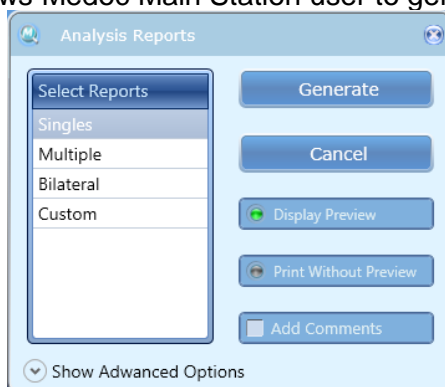 ws Medoc Main Station user to ge
Analysis Reports
Select Reports
Singles
Multiple
Bilateral
Custom
Generate
Cancel
Display Preview
Print Without Preview
Add Comments
Show Adwanced Options